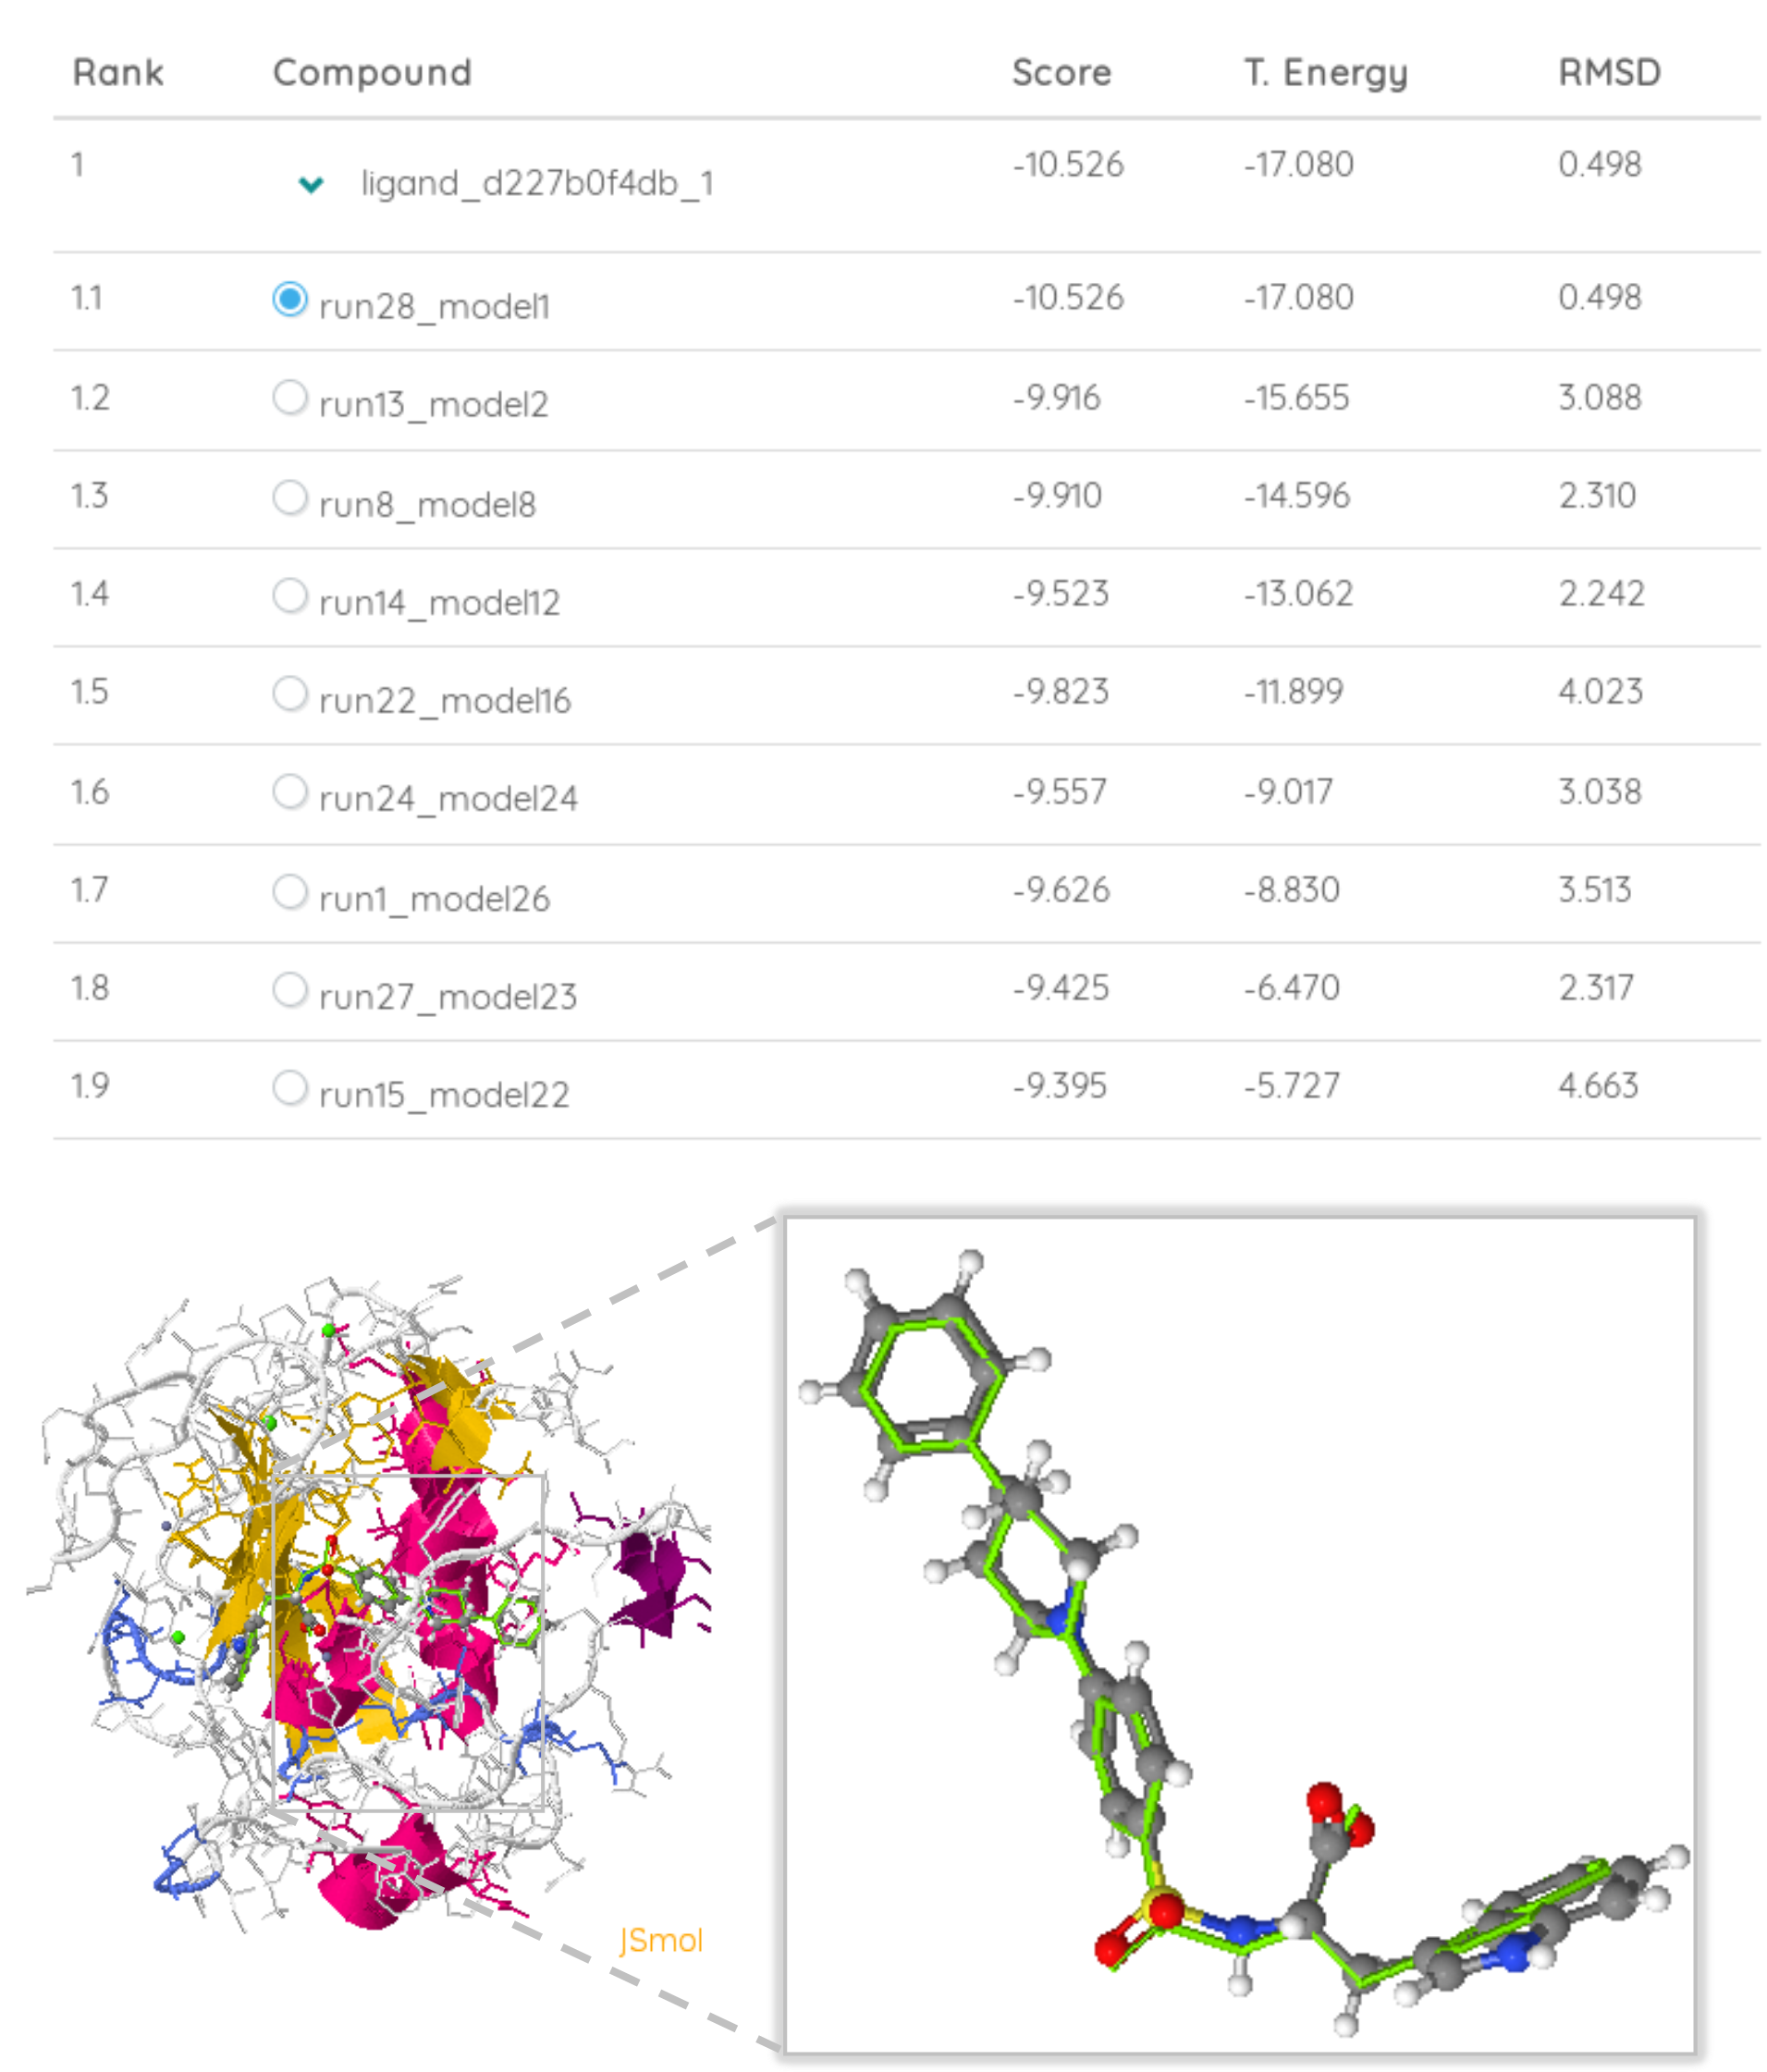 Rank Compound Score T. Energy RMSD
1 ligand_d227b0f4db_1 -10.526 -17.080 0.498
1.1 run28_model1 -10.526 -17.080 0.498
1.2 run13_model2 -9.916 -15.655 3.088
1.3 run8_model8 -9.910 -14.596 2.310
1.4 run14_model12 -9.523 -13.062 2.242
1.5 run22_model16 -9.823 -11.899 4.023
1.6 run24_model24 -9.557 -9.017 3.038
1.7 run1_model26 -9.626 -8.830 3.513
1.8 run27_model23 -9.425 -6.470 2.317
1.9 run15_model22 -9.395 -5.727 4.663
JSmol